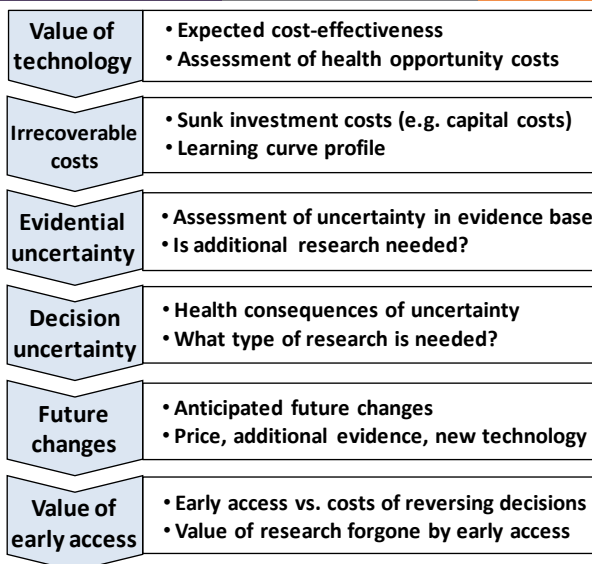 Value of
technology
• Expected cost-effectiveness
• Assessment of health opportunity costs
Irrecoverable
costs
• Sunk investment costs (e.g. capital costs)
• Learning curve profile
Evidential
uncertainty
• Assessment of uncertainty in evidence base
• Is additional research needed?
Decision
uncertainty
• Health consequences of uncertainty
• What type of research is needed?
Future
changes
• Anticipated future changes
• Price, additional evidence, new technology
Value of
early access
• Early access vs. costs of reversing decisions
• Value of research forgone by early access